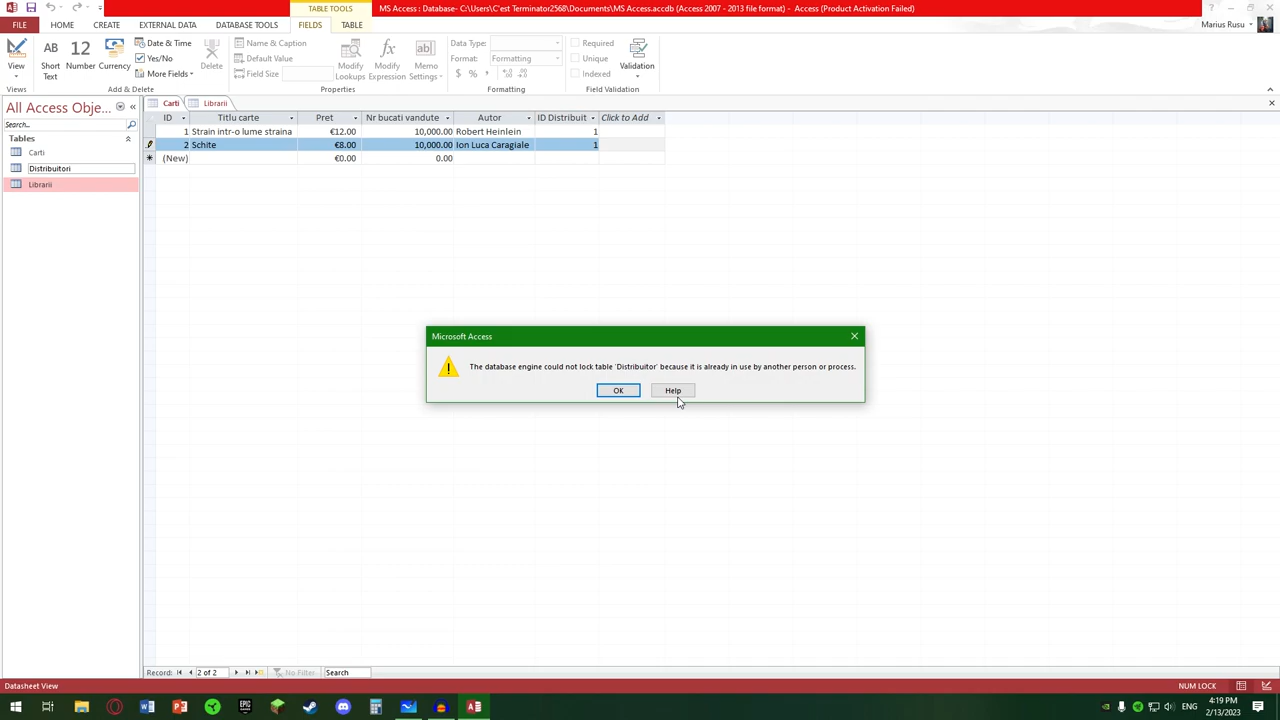 TABLE TOOLS
MS Access : Database- C:\Users\C'est Terminator2568\Documents\MS Access.accdb (Access 2007 - 2013 file format) - Access (Product Activation Failed)
FILE HOME CREATE EXTERNAL DATA DATABASE TOOLS FIELDS TABLE
Marius Rusu
View
Views
AB
Short Text
12
Number
Currency
Date & Time
Yes/No
More Fields
Delete
Add & Delete
Name & Caption
Default Value
Field Size
Modify Lookups
fx
Modify Expression
ab
Memo Settings
Properties
Data Type:
Format: Formatting
$ %
Formatting
Required
Unique
Indexed
Validation
Field Validation
All Access Obje...
Search...
Tables
Carti
Distribuitori
Librarii
Carti Librarii
ID Titlu carte Pret Nr bucati vandute Autor ID Distribuit Click to Add
1 Strain intr-o lume straina €12.00 10,000.00 Robert Heinlein 1
2 Schite €8.00 10,000.00 Ion Luca Caragiale 1
(New) €0.00 0.00
Microsoft Access
The database engine could not lock table 'Distribuitor' because it is already in use by another person or process.
OK Help
Record: 2 of 2 No Filter Search
Datasheet View
NUM LOCK
EPIC
GAMES
4:19 PM
2/13/2023